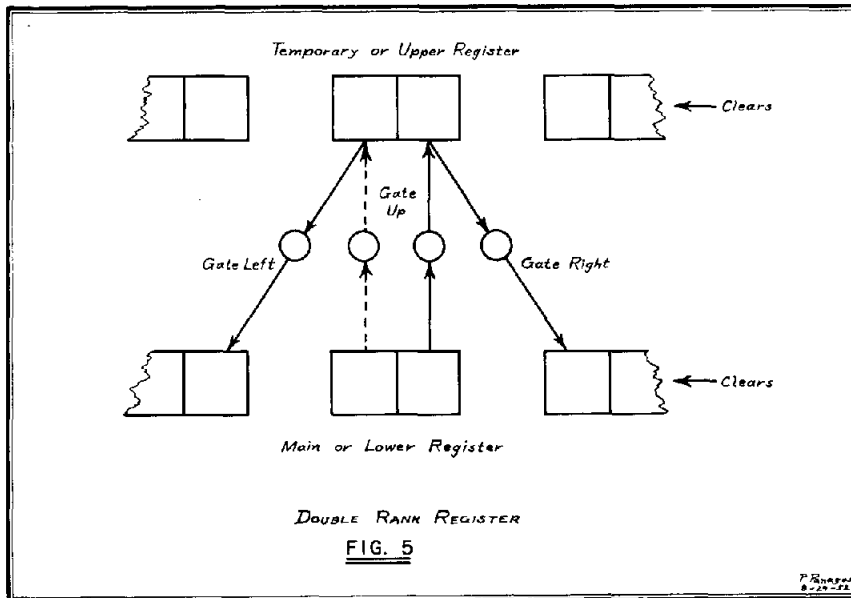 Temporary or Upper Register
Clears
Gate
Up
Gate Left
Gate Right
Clears
Main or Lower Register
DOUBLE RANK REGISTER
FIG. 5